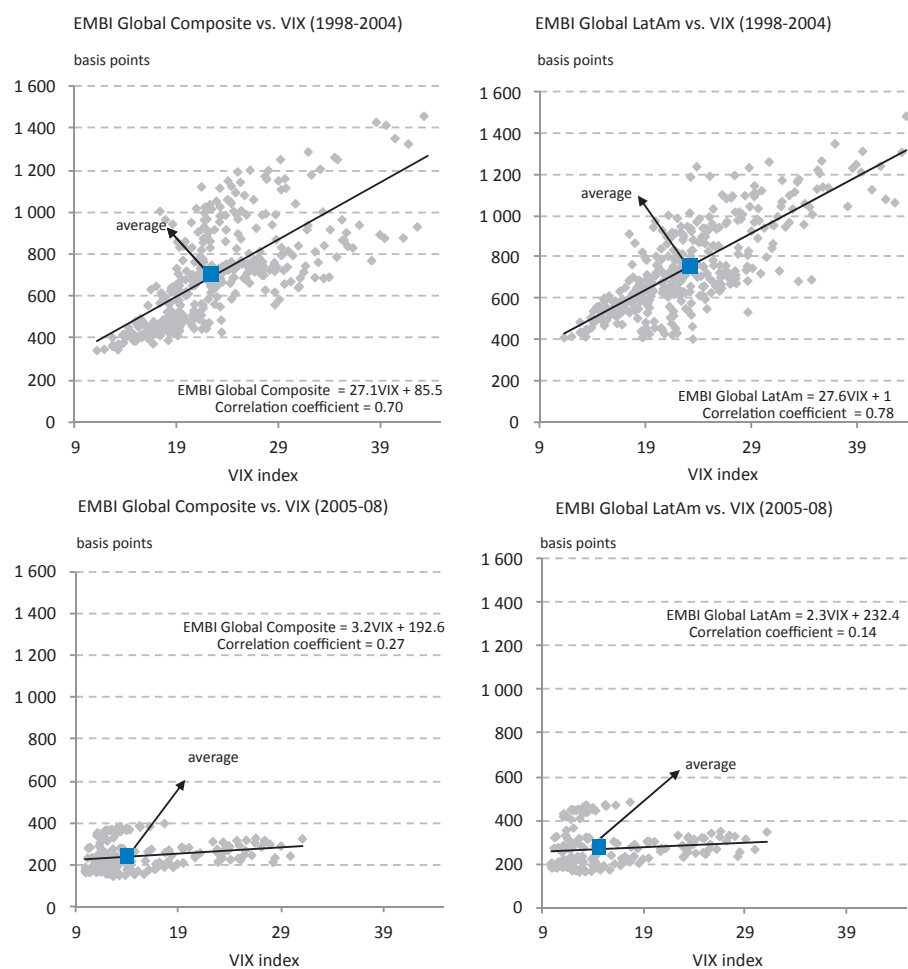 EMBI Global Composite vs. VIX (1998-2004)
basis points
1 600
1 400
1 200
1 000
800
600
400
200
0
average
EMBI Global Composite = 27.1VIX + 85.5
Correlation coefficient = 0.70
9 19 29 39
VIX index
EMBI Global LatAm vs. VIX (1998-2004)
basis points
1 600
1 400
1 200
1 000
800
600
400
200
0
average
EMBI Global LatAm = 27.6VIX + 1
Correlation coefficient = 0.78
9 19 29 39
VIX index
EMBI Global Composite vs. VIX (2005-08)
basis points
1 600
1 400
1 200
1 000
800
600
400
200
0
EMBI Global Composite = 3.2VIX + 192.6
Correlation coefficient = 0.27
average
9 19 29 39
VIX index
EMBI Global LatAm vs. VIX (2005-08)
basis points
1 600
1 400
1 200
1 000
800
600
400
200
0
EMBI Global LatAm = 2.3VIX + 232.4
Correlation coefficient = 0.14
average
9 19 29 39
VIX index